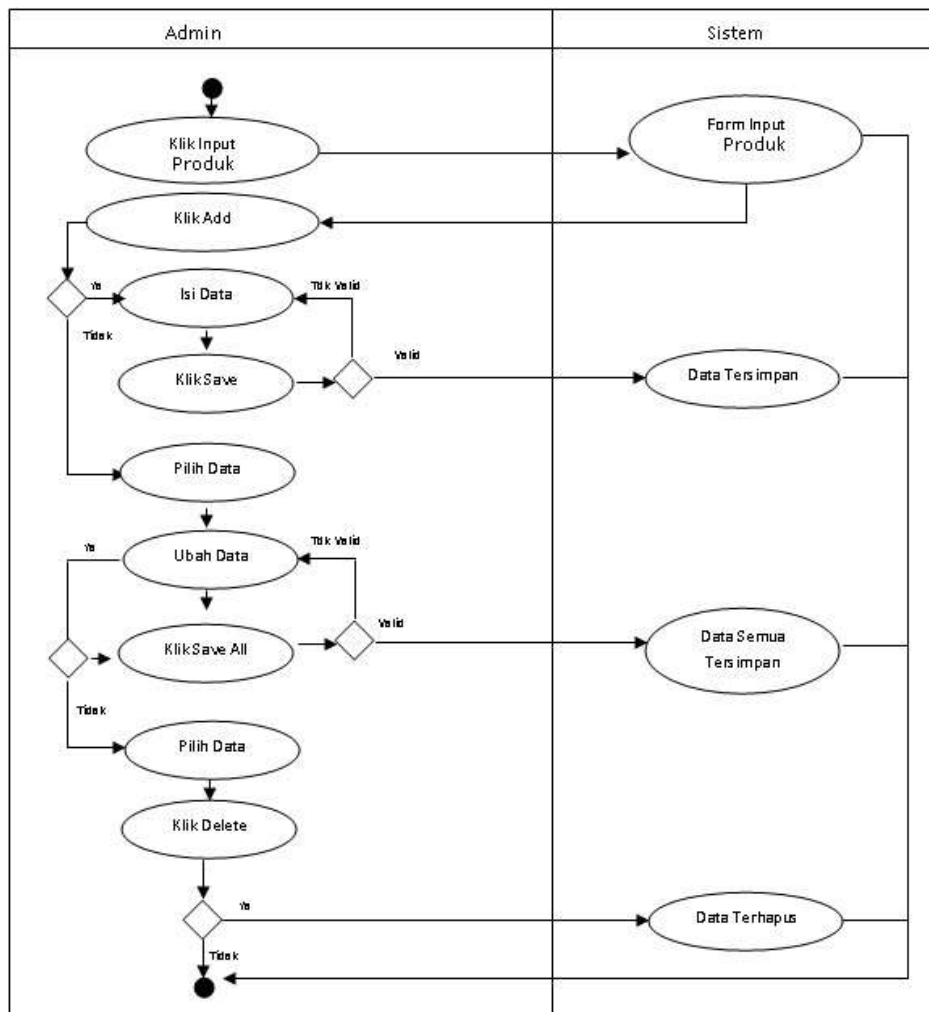 Admin
Sistem
Klik Input
Produk
Form Input
Produk
Klik Add
Ya
Isi Data
Tdk Valid
Tidak
Valid
Klik Save
Data Tersimpan
Pilih Data
Ya
Ubah Data
Tdk Valid
Valid
Klik Save All
Data Semua
Tersimpan
Tidak
Pilih Data
Klik Delete
Ya
Data Terhapus
Tidak